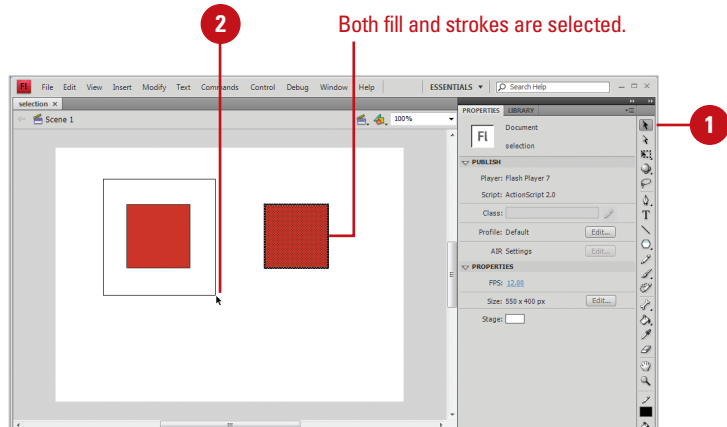 2
Both fill and strokes are selected.
Fl File Edit View Insert Modify Text Commands Control Debug Window Help ESSENTIALS Search Help
selection ×
Scene 1 100%
PROPERTIES LIBRARY
1
Fl
Document
selection
PUBLISH
Player: Flash Player 7
Script: ActionScript 2.0
Class:
Profile: Default Edit...
AIR Settings Edit...
PROPERTIES
FPS: 12.00
Size: 550 x 400 px Edit...
Stage:
T